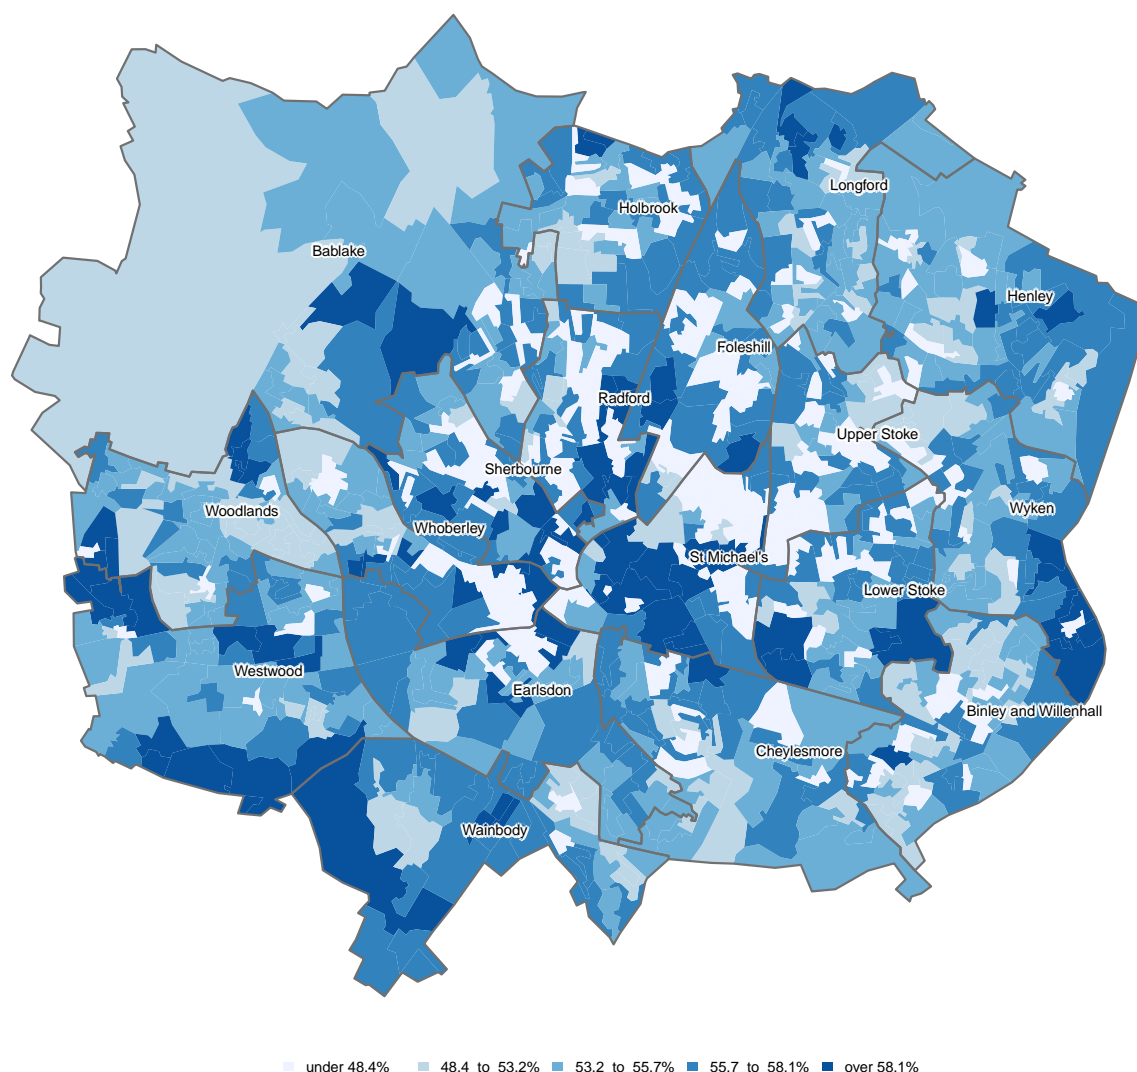 Longford
Holbrook
Bablake
Henley
Foleshill
Radford
Upper Stoke
Sherbourne
Woodlands
Wyken
Whoberley
St Michael's
Lower Stoke
Westwood
Earlsdon
Binley and Willenhall
Cheylesmore
Wainbody
under 48.4% 48.4 to 53.2% 53.2 to 55.7% 55.7 to 58.1% over 58.1%